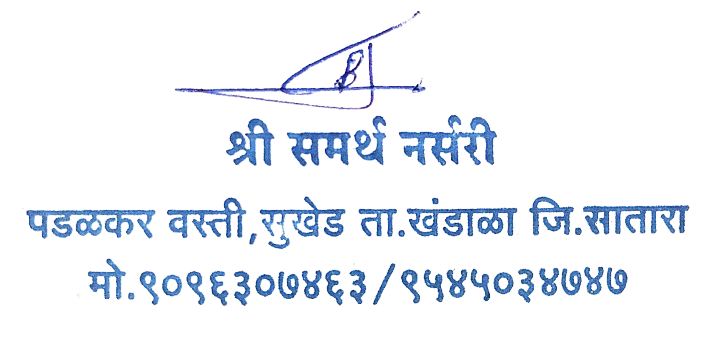 श्री समर्थ नर्सरी
पडळकर वस्ती,सुखेड ता.खंडाळा जि.सातारा
मो.९०९६३०७४६३/९५४५०३४७४७